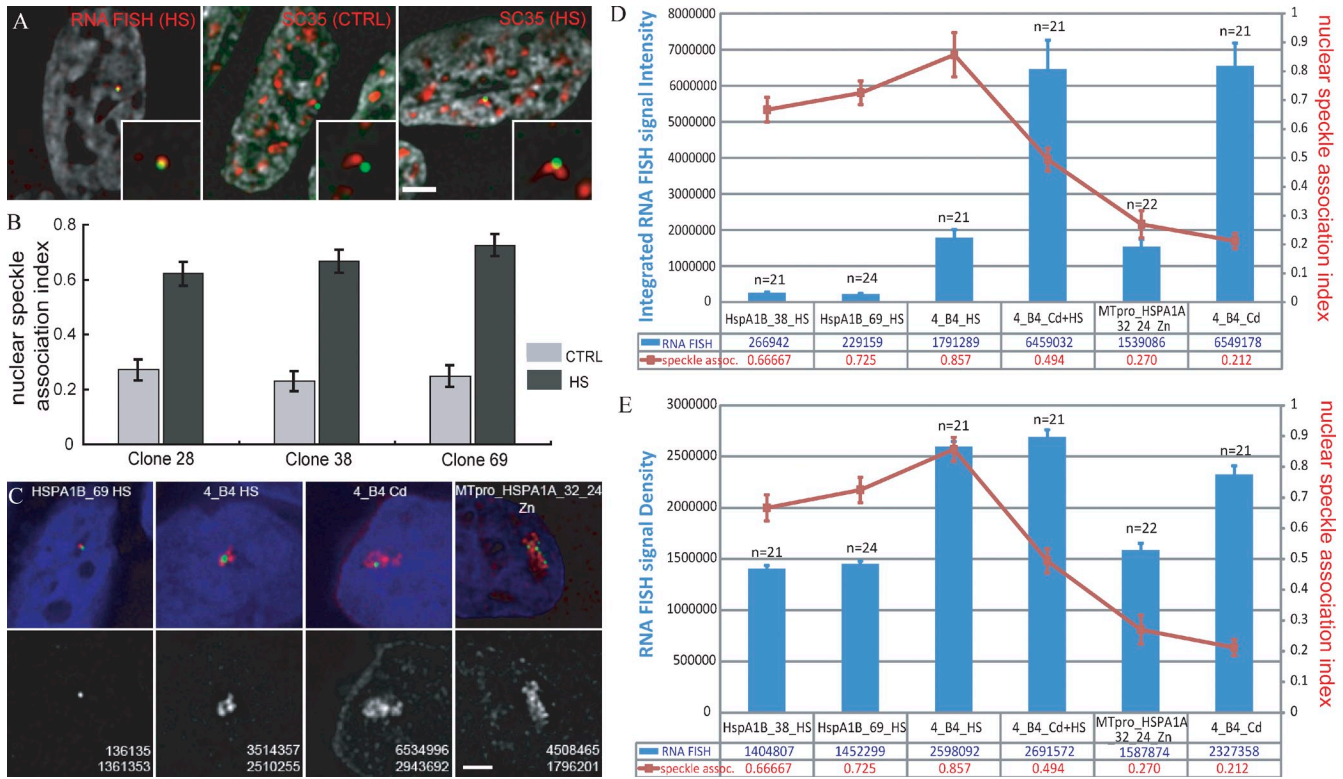 A
RNA FISH (HS)
SC35 (CTRL)
SC35 (HS)
B
nuclear speckle
association index
0.8
0.6
0.4
0.2
0
CTRL
HS
Clone 28
Clone 38
Clone 69
C
HSPA1B_69 HS
4_B4 HS
4_B4 Cd
MTpro_HSPA1A_32_24
Zn
136135
1361353
3514357
2510255
6534996
2943692
4508465
1796201
D
Integrated RNA FISH signal Intensity
8000000
7000000
6000000
5000000
4000000
3000000
2000000
1000000
0
n=21
n=24
n=21
n=21
n=22
n=21
1
0.9
0.8
0.7
0.6
0.5
0.4
0.3
0.2
0.1
0
nuclear speckle association index
HspA1B_38_HS
HspA1B_69_HS
4_B4_HS
4_B4_Cd+HS
MTpro_HSPA1A
_32_24_Zn
4_B4_Cd
RNA FISH 266942 229159 1791289 6459032 1539086 6549178
speckle assoc. 0.66667 0.725 0.857 0.494 0.270 0.212
E
RNA FISH signal Density
3000000
2500000
2000000
1500000
1000000
500000
0
n=21
n=24
n=21
n=21
n=22
n=21
1
0.9
0.8
0.7
0.6
0.5
0.4
0.3
0.2
0.1
0
nuclear speckle association index
HspA1B_38_HS
HspA1B_69_HS
4_B4_HS
4_B4_Cd+HS
MTpro_HSPA1A
_32_24_Zn
4_B4_Cd
RNA FISH 1404807 1452299 2598092 2691572 1587874 2327358
speckle assoc. 0.66667 0.725 0.857 0.494 0.270 0.212